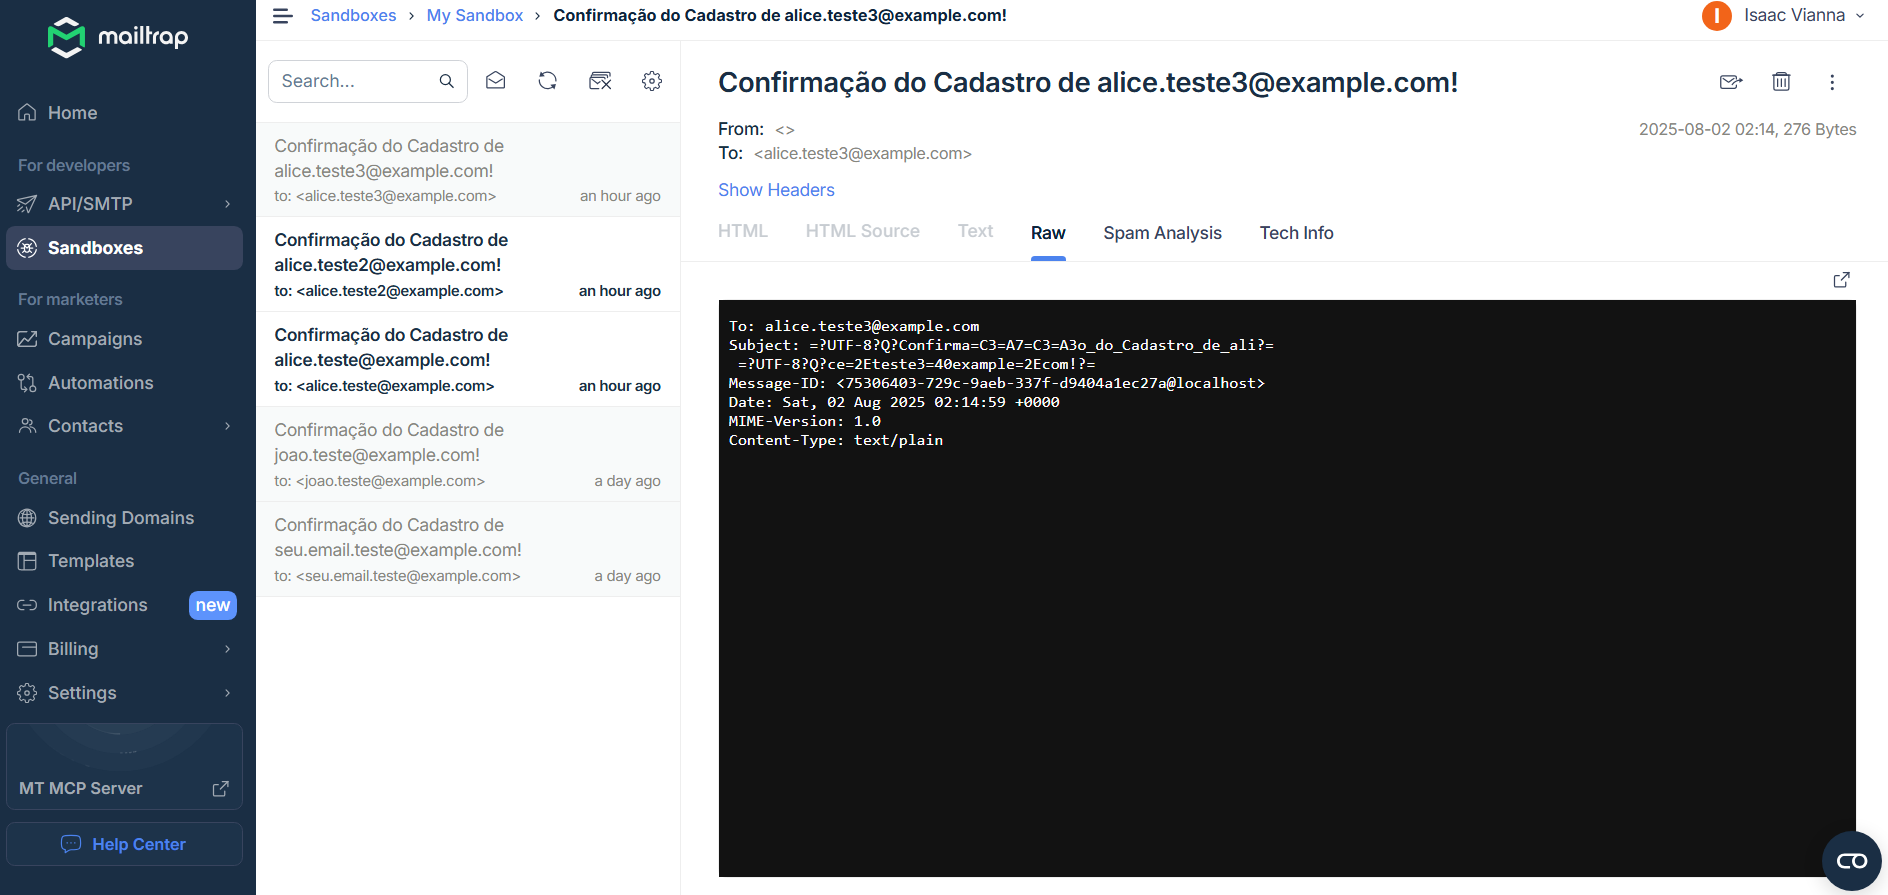 mailtrap
Home
For developers
API/SMTP
Sandboxes
For marketers
Campaigns
Automations
Contacts
General
Sending Domains
Templates
Integrations new
Billing
Settings
MT MCP Server
Help Center
Sandboxes › My Sandbox › Confirmação do Cadastro de alice.teste3@example.com!
I Isaac Vianna
Search...
Confirmação do Cadastro de
alice.teste3@example.com!
to: <alice.teste3@example.com> an hour ago
Confirmação do Cadastro de
alice.teste2@example.com!
to: <alice.teste2@example.com> an hour ago
Confirmação do Cadastro de
alice.teste@example.com!
to: <alice.teste@example.com> an hour ago
Confirmação do Cadastro de
joao.teste@example.com!
to: <joao.teste@example.com> a day ago
Confirmação do Cadastro de
seu.email.teste@example.com!
to: <seu.email.teste@example.com> a day ago
Confirmação do Cadastro de alice.teste3@example.com!
From: <> 2025-08-02 02:14, 276 Bytes
To: <alice.teste3@example.com>
Show Headers
HTML HTML Source Text Raw Spam Analysis Tech Info
To: alice.teste3@example.com
Subject: =?UTF-8?Q?Confirma=C3=A7=C3=A3o_do_Cadastro_de_ali?=
=?UTF-8?Q?ce=2Eteste3=40example=2Ecom!?=
Message-ID: <75306403-729c-9aeb-337f-d9404a1ec27a@localhost>
Date: Sat, 02 Aug 2025 02:14:59 +0000
MIME-Version: 1.0
Content-Type: text/plain